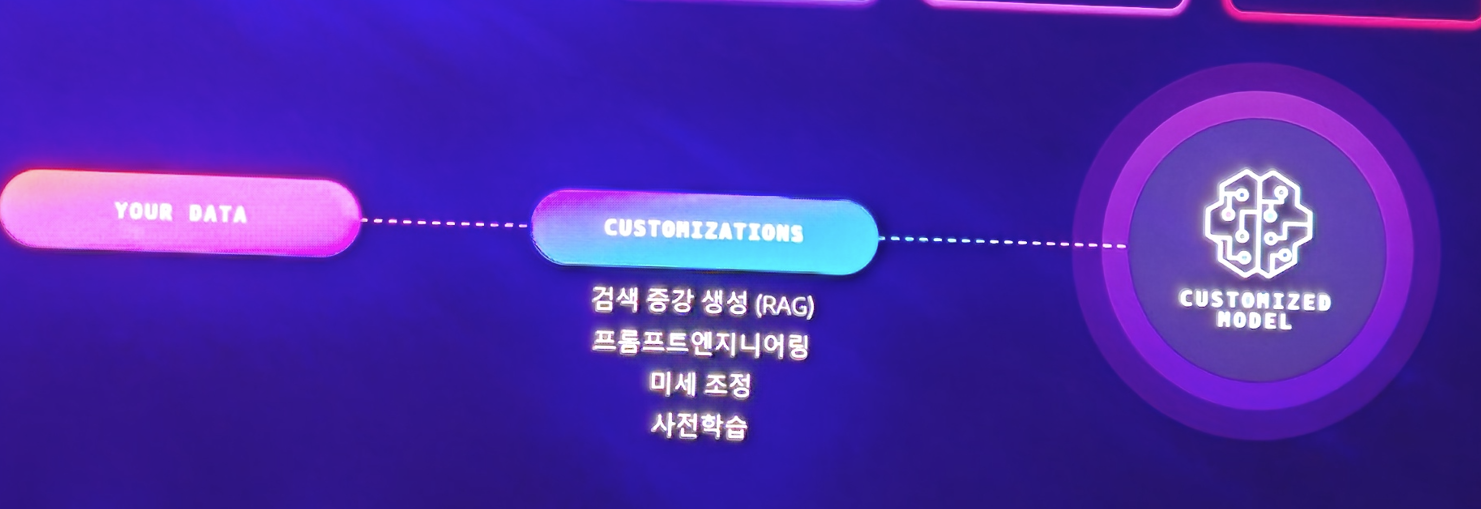 YOUR DATA
CUSTOMIZATIONS
검색 증강 생성 (RAG)
프롬프트엔지니어링
미세 조정
사전학습
CUSTOMIZED
MODEL